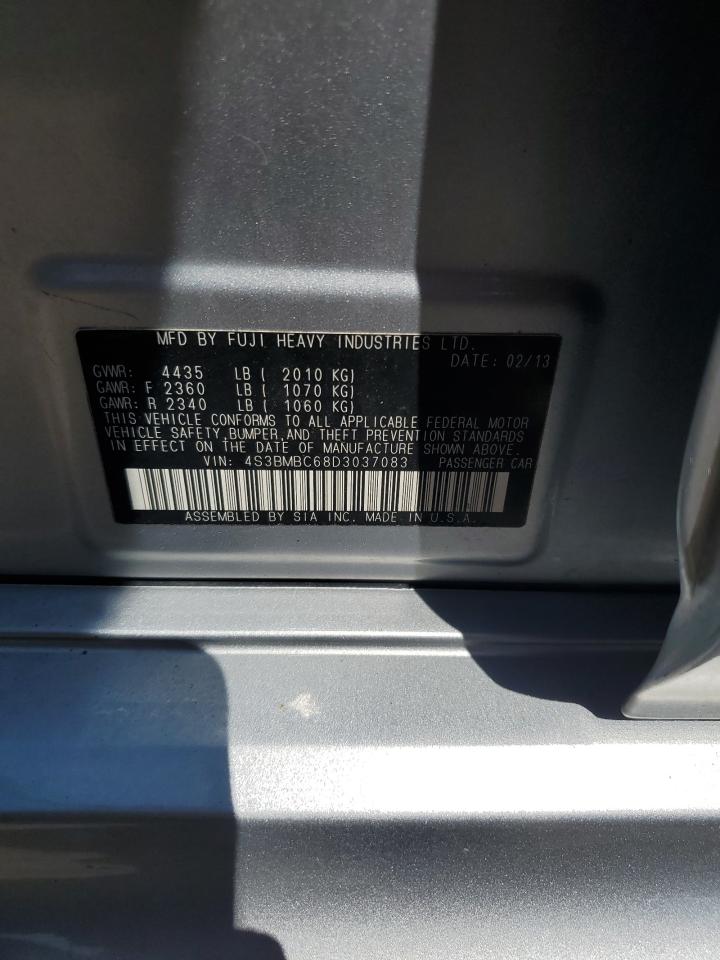 MFD BY FUJI HEAVY INDUSTRIES LTD.
DATE: 02/13
GVWR: 4435 LB ( 2010 KG)
GAWR: F 2360 LB ( 1070 KG)
GAWR: R 2340 LB ( 1060 KG)
THIS VEHICLE CONFORMS TO ALL APPLICABLE FEDERAL MOTOR
VEHICLE SAFETY, BUMPER, AND THEFT PREVENTION STANDARDS
IN EFFECT ON THE DATE OF MANUFACTURE SHOWN ABOVE.
VIN: 4S3BMBC68D3037083 PASSENGER CAR
ASSEMBLED BY SIA INC. MADE IN U.S.A.